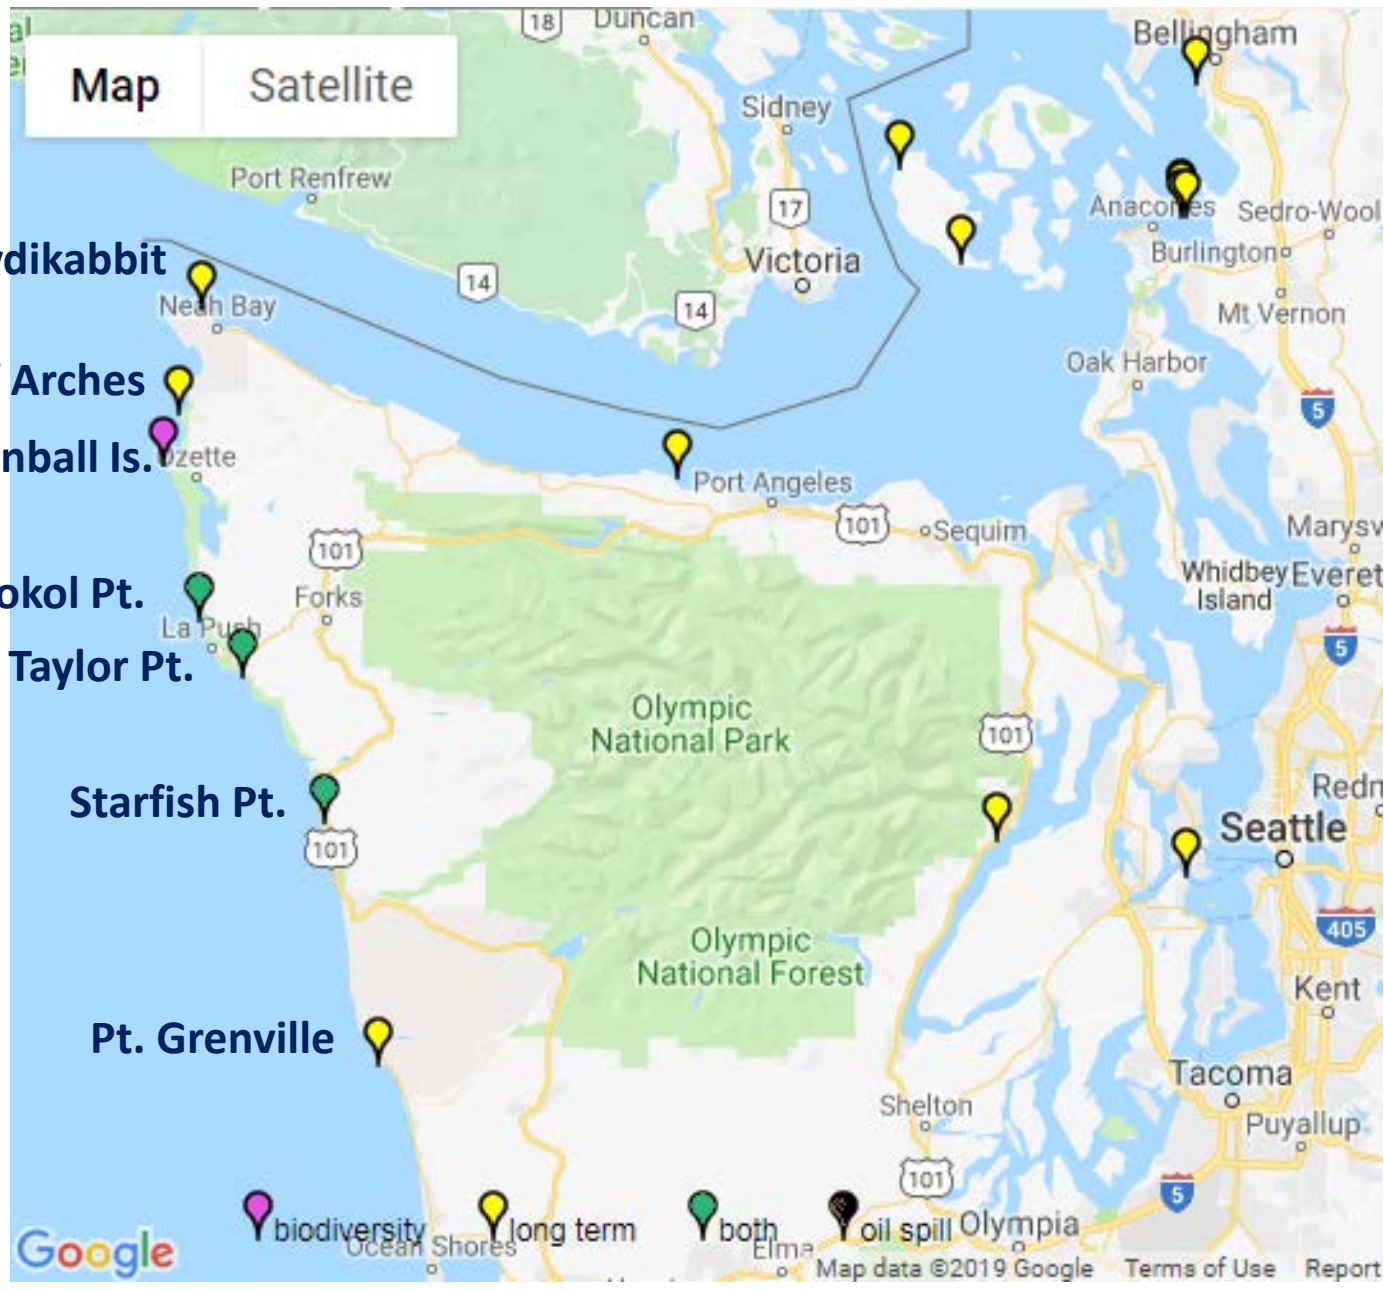 18
Duncan
Bellingham
Map
Satellite
Sidney
Port Renfrew
17
Anacortes
Sedro-Wool
Burlington
dikabbit
Victoria
14
Neah Bay
14
Mt Vernon
Oak Harbor
Arches
5
nball Is.
Ozette
Port Angeles
101
Sequim
Marysv
101
Whidbey
Island
Everet
okol Pt.
Forks
La Push
5
Taylor Pt.
Olympic
National Park
101
Starfish Pt.
Redn
Seattle
101
405
Olympic
National Forest
Kent
Pt. Grenville
Tacoma
Shelton
Puyallup
101
5
biodiversity
long term
both
oil spill
Olympia
Ocean Shores
Elma
Google
Map data ©2019 Google
Terms of Use
Report